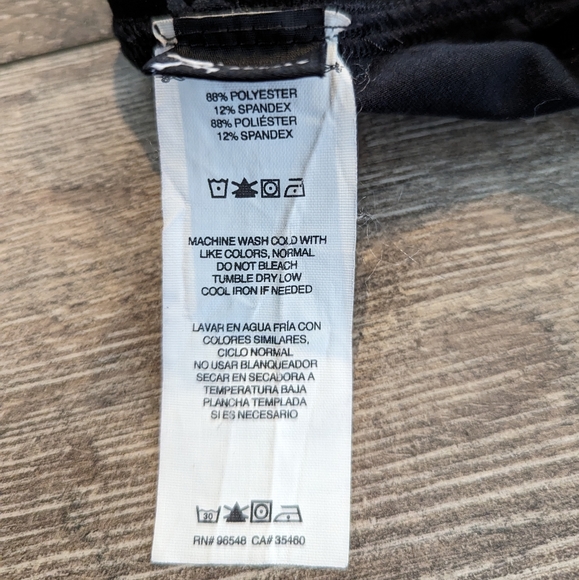 88% POLYESTER
12% SPANDEX
88% POLIÉSTER
12% SPANDEX
MACHINE WASH COLD WITH
LIKE COLORS, NORMAL
DO NOT BLEACH
TUMBLE DRY LOW
COOL IRON IF NEEDED
LAVAR EN AGUA FRÍA CON
COLORES SIMILARES,
CICLO NORMAL
NO USAR BLANQUEADOR
SECAR EN SECADORA A
TEMPERATURA BAJA
PLANCHA TEMPLADA
SI ES NECESARIO
30
RN# 96548 CA# 35460